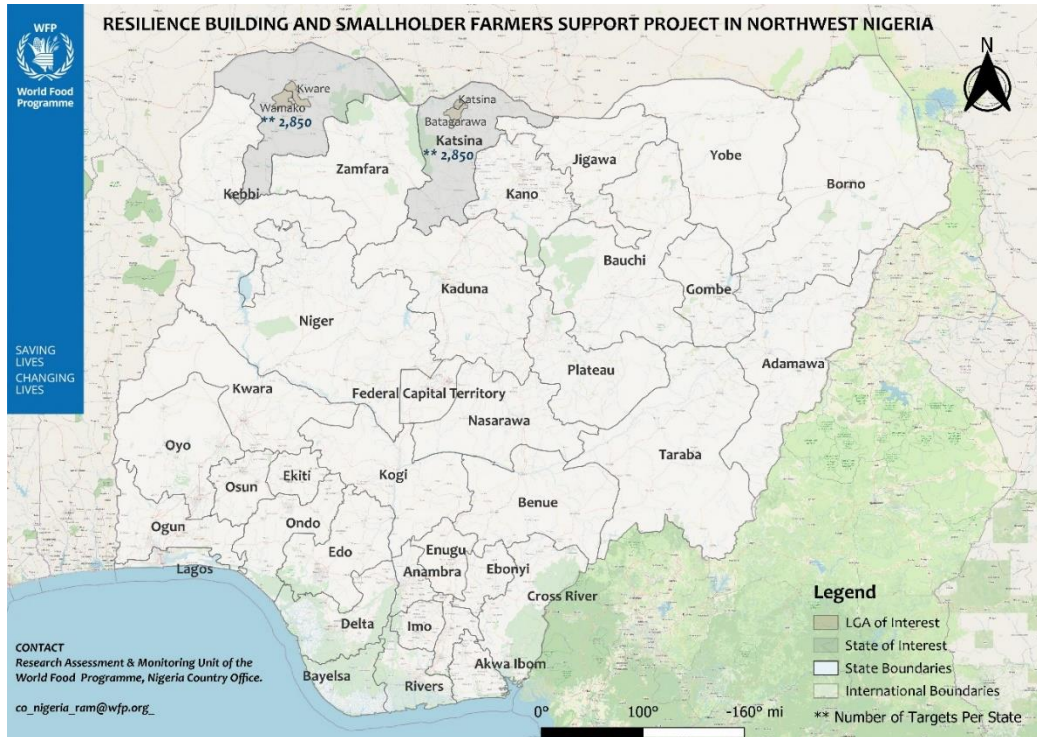 RESILIENCE BUILDING AND SMALLHOLDER FARMERS SUPPORT PROJECT IN NORTHWEST NIGERIA
WFP
World Food
Programme
N
Kware
Wamako
** 2,850
Katsina
Batagarawa
Katsina
** 2,850
Zamfara
Kebbi
Kano
Jigawa
Yobe
Borno
Bauchi
Gombe
Kaduna
Niger
Adamawa
Plateau
SAVING
LIVES
CHANGING
LIVES
Kwara
Federal Capital Territory
Nasarawa
Oyo
Taraba
Ekiti
Kogi
Osun
Benue
Ogun
Ondo
Edo
Enugu
Anambra
Ebonyi
Lagos
Cross River
Delta
Imo
Akwa Ibom
Bayelsa
Rivers
Legend
LGA of Interest
State of Interest
State Boundaries
International Boundaries
** Number of Targets Per State
CONTACT
Research Assessment & Monitoring Unit of the
World Food Programme, Nigeria Country Office.
co_nigeria_ram@wfp.org_
0° 100° -160° mi